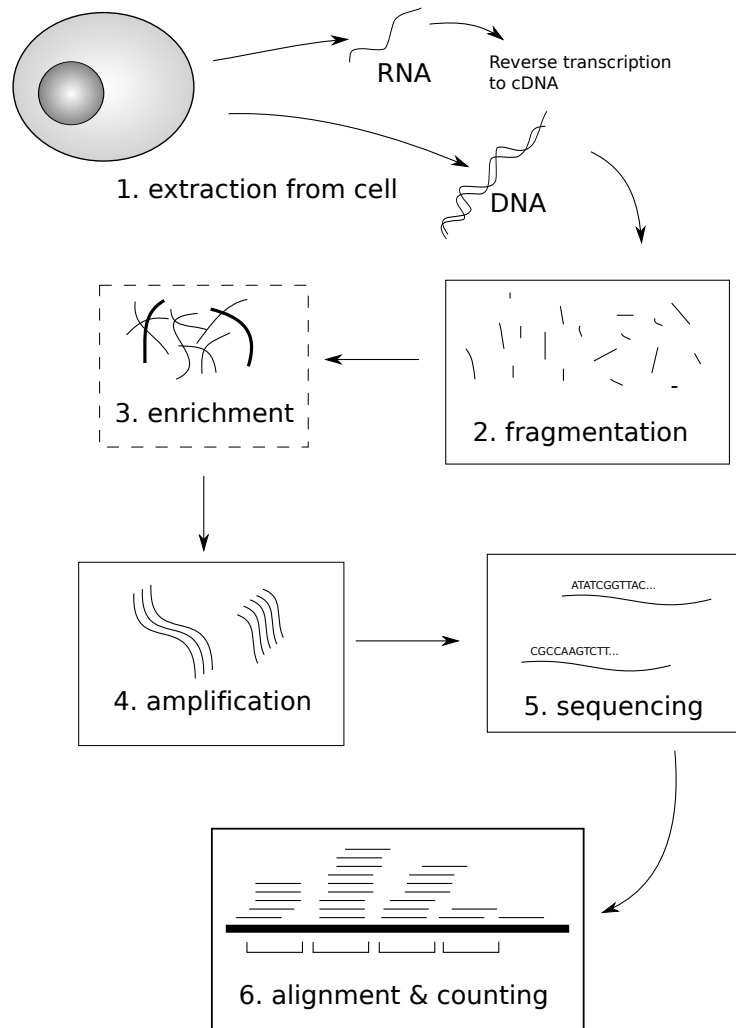 RNA
Reverse transcription
to cDNA
1. extraction from cell
DNA
3. enrichment
2. fragmentation
4. amplification
ATATCGGTTAC...
CGCCAAGTCTT...
5. sequencing
6. alignment & counting